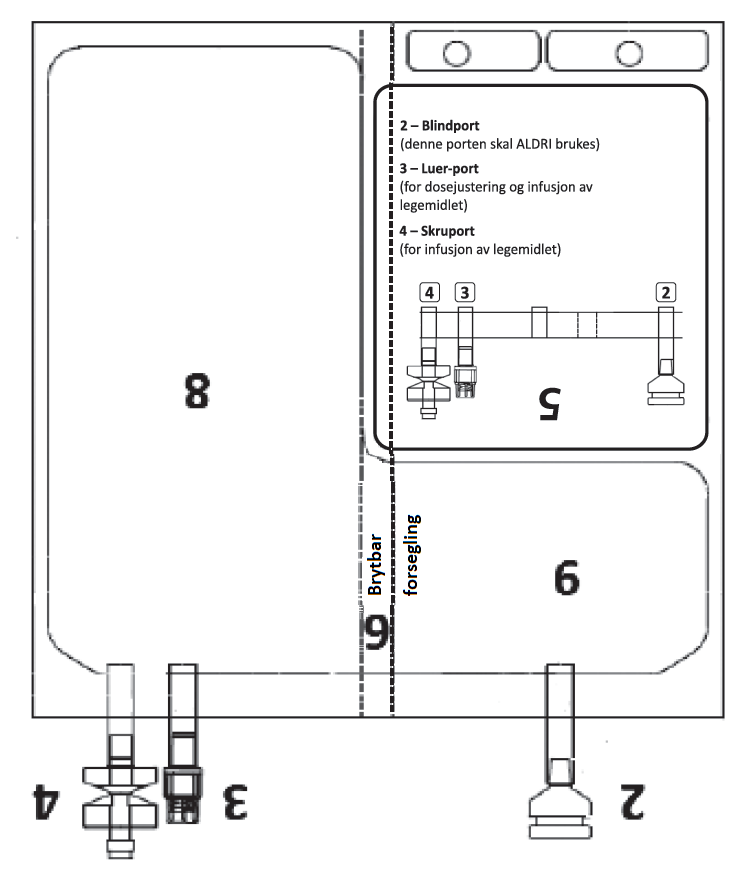 2 – Blindport
(denne porten skal ALDRI brukes)
3 – Luer-port
(for dosejustering og infusjon av
legemidlet)
4 – Skruport
(for infusjon av legemidlet)
4 3 2
5
8
Brytbar
forsegling
6
9
4 3 2